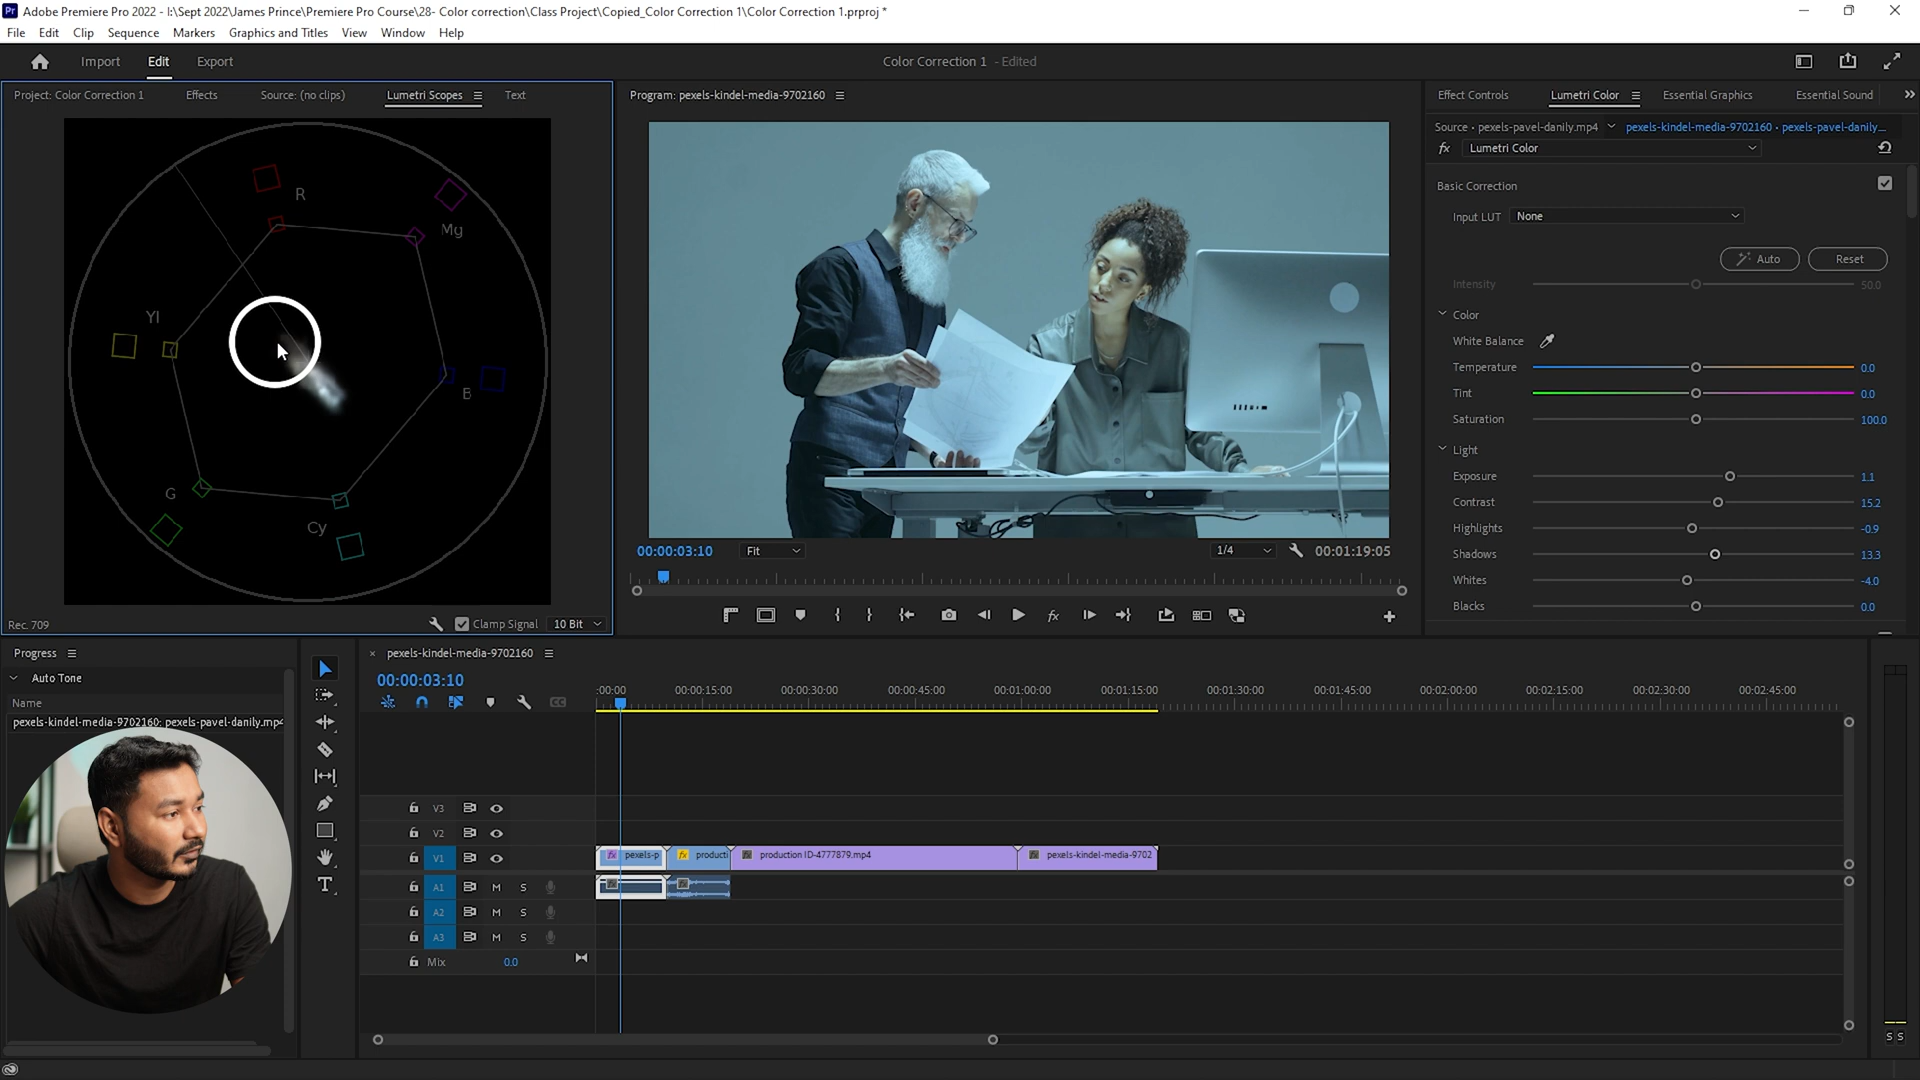 Pr Adobe Premiere Pro 2022 - I:\Sept 2022\James Prince\Premiere Pro Course\28- Color correction\Class Project\Copied_Color Correction 1\Color Correction 1.prproj *
File Edit Clip Sequence Markers Graphics and Titles View Window Help
Import Edit Export Color Correction 1 - Edited
Project: Color Correction 1 Effects Source: (no clips) Lumetri Scopes Text
R
My
Yl
B
G
Cy
Rec. 709 Clamp Signal 10 Bit
Program: pexels-kindel-media-9702160
00:00:03:10 Fit 1/4 00:01:19:05
Effect Controls Lumetri Color Essential Graphics Essential Sound
Source • pexels-pavel-danily.mp4 pexels-kindel-media-9702160 • pexels-pavel-danily...
fx Lumetri Color
Basic Correction
Input LUT None
Auto Reset
Intensity 50.0
Color
White Balance
Temperature 0.0
Tint 0.0
Saturation 100.0
Light
Exposure 1.1
Contrast 15.2
Highlights -0.9
Shadows 13.3
Whites -4.0
Blacks 0.0
Progress
Auto Tone
Name
pexels-kindel-media-9702160: pexels-pavel-danily.mp4
pexels-kindel-media-9702160
00:00:03:10
:00:00 00:00:15:00 00:00:30:00 00:00:45:00 00:01:00:00 00:01:15:00 00:01:30:00 00:01:45:00 00:02:00:00 00:02:15:00 00:02:30:00 00:02:45:00
V3
V2
V1 fx pexels-p fx producti production ID-4777879.mp4 pexels-kindel-media-9702
A1 M S
A2 M S
A3 M S
Mix 0.0
S S